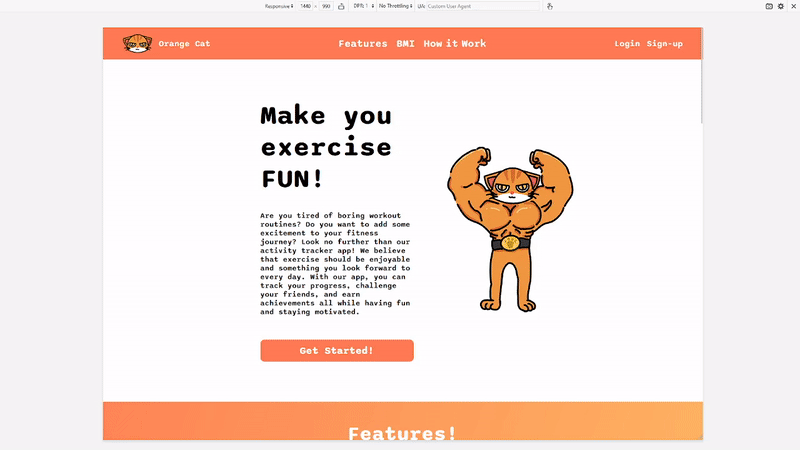 Responsive 1440 × 990 DPR: 1 No Throttling UA: Custom User Agent
Orange Cat Features BMI How it Work Login Sign-up
Make you
exercise
FUN!
Are you tired of boring workout
routines? Do you want to add some
excitement to your fitness
journey? Look no further than our
activity tracker app! We believe
that exercise should be enjoyable
and something you look forward to
every day. With our app, you can
track your progress, challenge
your friends, and earn
achievements all while having fun
and staying motivated.
Get Started!
Features!